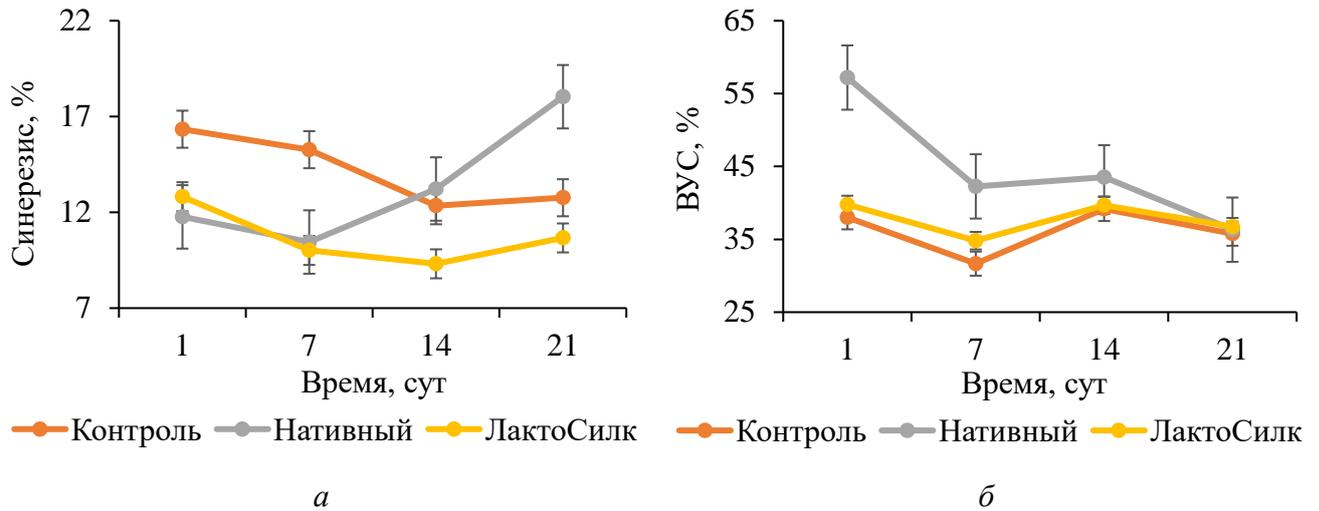 Синерезис, %
22
17
12
7
1 7 14 21
Время, сут
Контроль Нативный ЛактоСилк
а
ВУС, %
65
55
45
35
25
1 7 14 21
Время, сут
Контроль Нативный ЛактоСилк
б